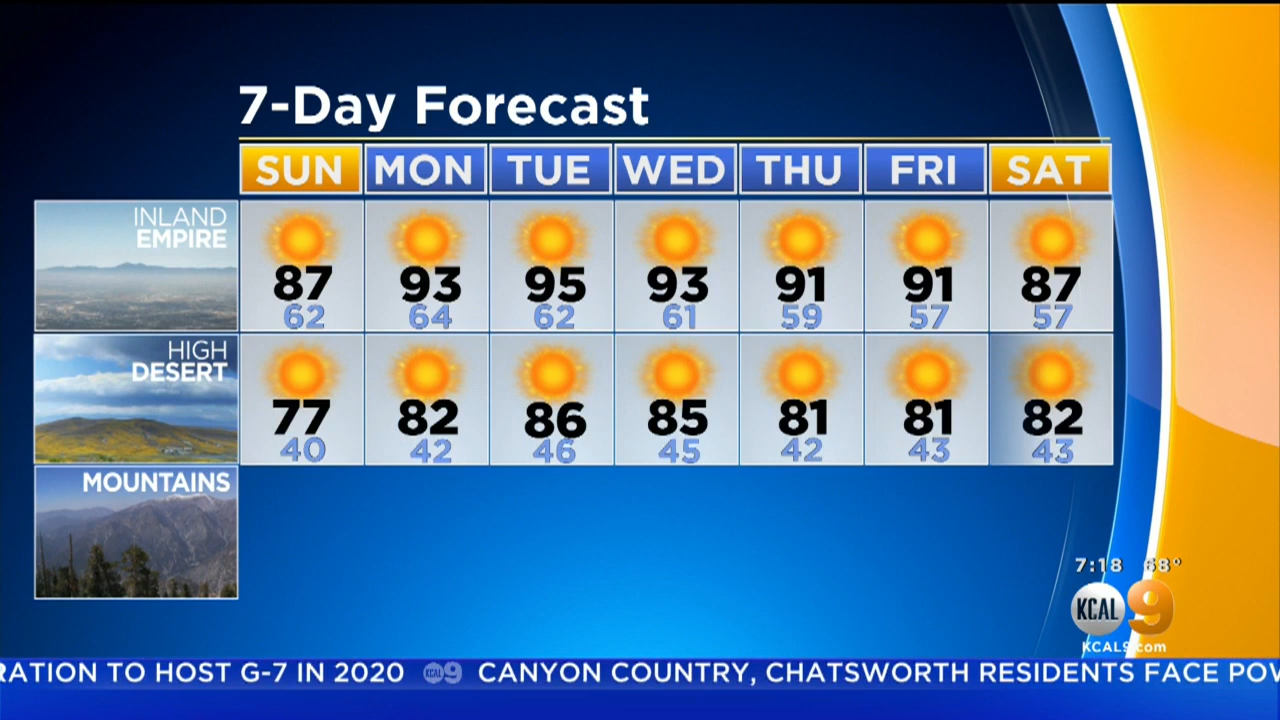 7-Day Forecast
SUN MON TUE WED THU FRI SAT
INLAND
EMPIRE
87 93 95 93 91 91 87
62 64 62 61 59 57 57
HIGH
DESERT
77 82 86 85 81 81 82
40 42 46 45 42 43 43
MOUNTAINS
7:18 68°
KCAL 9
KCAL9.com
RATION TO HOST G-7 IN 2020 KCAL9 CANYON COUNTRY, CHATSWORTH RESIDENTS FACE POW